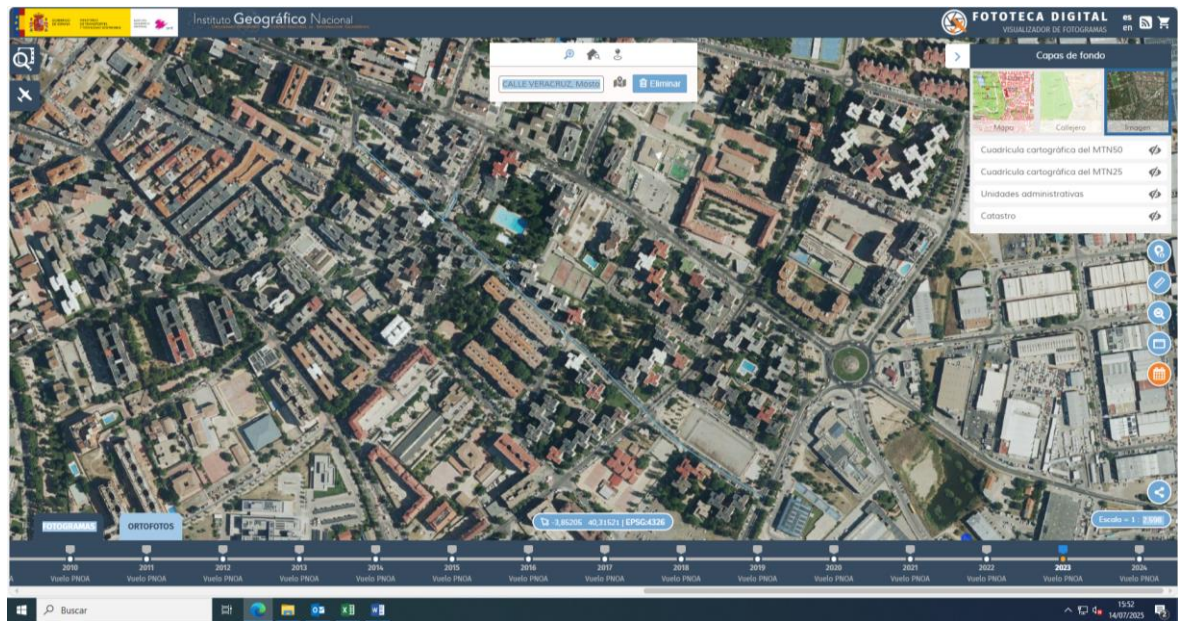 Instituto Geográfico Nacional
FOTOTECA DIGITAL
VISUALIZADOR DE FOTOGRAMAS
es
en
CALLE VERACRUZ, Mósto
Eliminar
Capas de fondo
Mapa
Callejero
Imagen
Cuadrícula cartográfica del MTN50
Cuadrícula cartográfica del MTN25
Unidades administrativas
Catastro
FOTOGRAMAS
ORTOFOTOS
-3,85205 40,31521 | EPSG:4326
Escala = 1 : 2.500
2010 2011 2012 2013 2014 2015 2016 2017 2018 2019 2020 2021 2022 2023 2024
A Vuelo PNOA Vuelo PNOA Vuelo PNOA Vuelo PNOA Vuelo PNOA Vuelo PNOA Vuelo PNOA Vuelo PNOA Vuelo PNOA Vuelo PNOA Vuelo PNOA Vuelo PNOA Vuelo PNOA Vuelo PNOA Vuelo PNOA
Buscar
15:52
14/07/2025